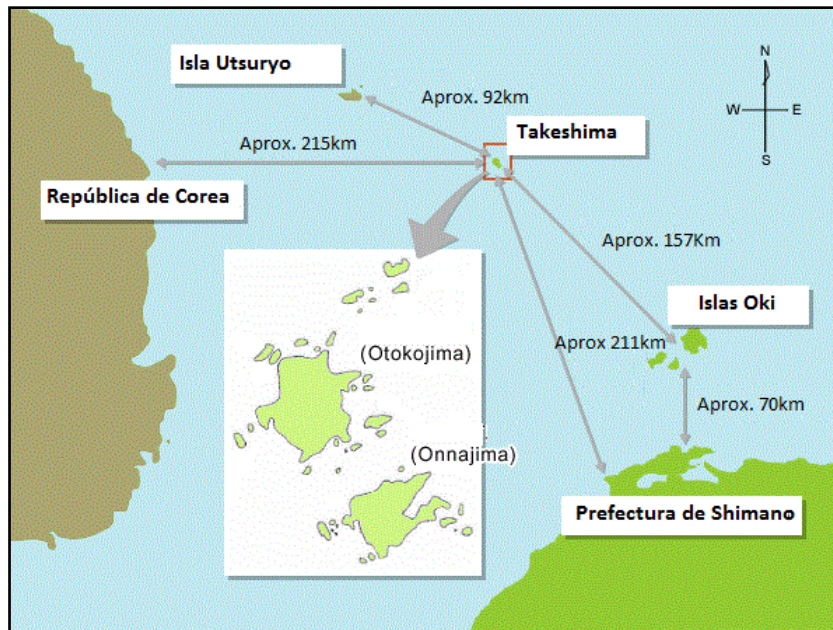 Isla Utsuryo
N
Aprox. 92km
Takeshima
W
E
Aprox. 215km
S
República de Corea
Aprox. 157Km
Islas Oki
(Otokojima)
Aprox 211km
Aprox. 70km
(Onnajima)
Prefectura de Shimano